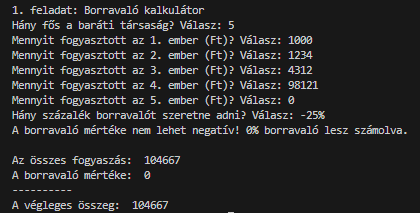 1. feladat: Borravaló kalkulátor
Hány fős a baráti társaság? Válasz: 5
Mennyit fogyasztott az 1. ember (Ft)? Válasz: 1000
Mennyit fogyasztott az 2. ember (Ft)? Válasz: 1234
Mennyit fogyasztott az 3. ember (Ft)? Válasz: 4312
Mennyit fogyasztott az 4. ember (Ft)? Válasz: 98121
Mennyit fogyasztott az 5. ember (Ft)? Válasz: 0
Hány százalék borravalót szeretne adni? Válasz: -25%
A borravaló mértéke nem lehet negatív! 0% borravaló lesz számolva.

Az összes fogyaszás:  104667
A borravaló mértéke:  0
----------
A végleges összeg:  104667